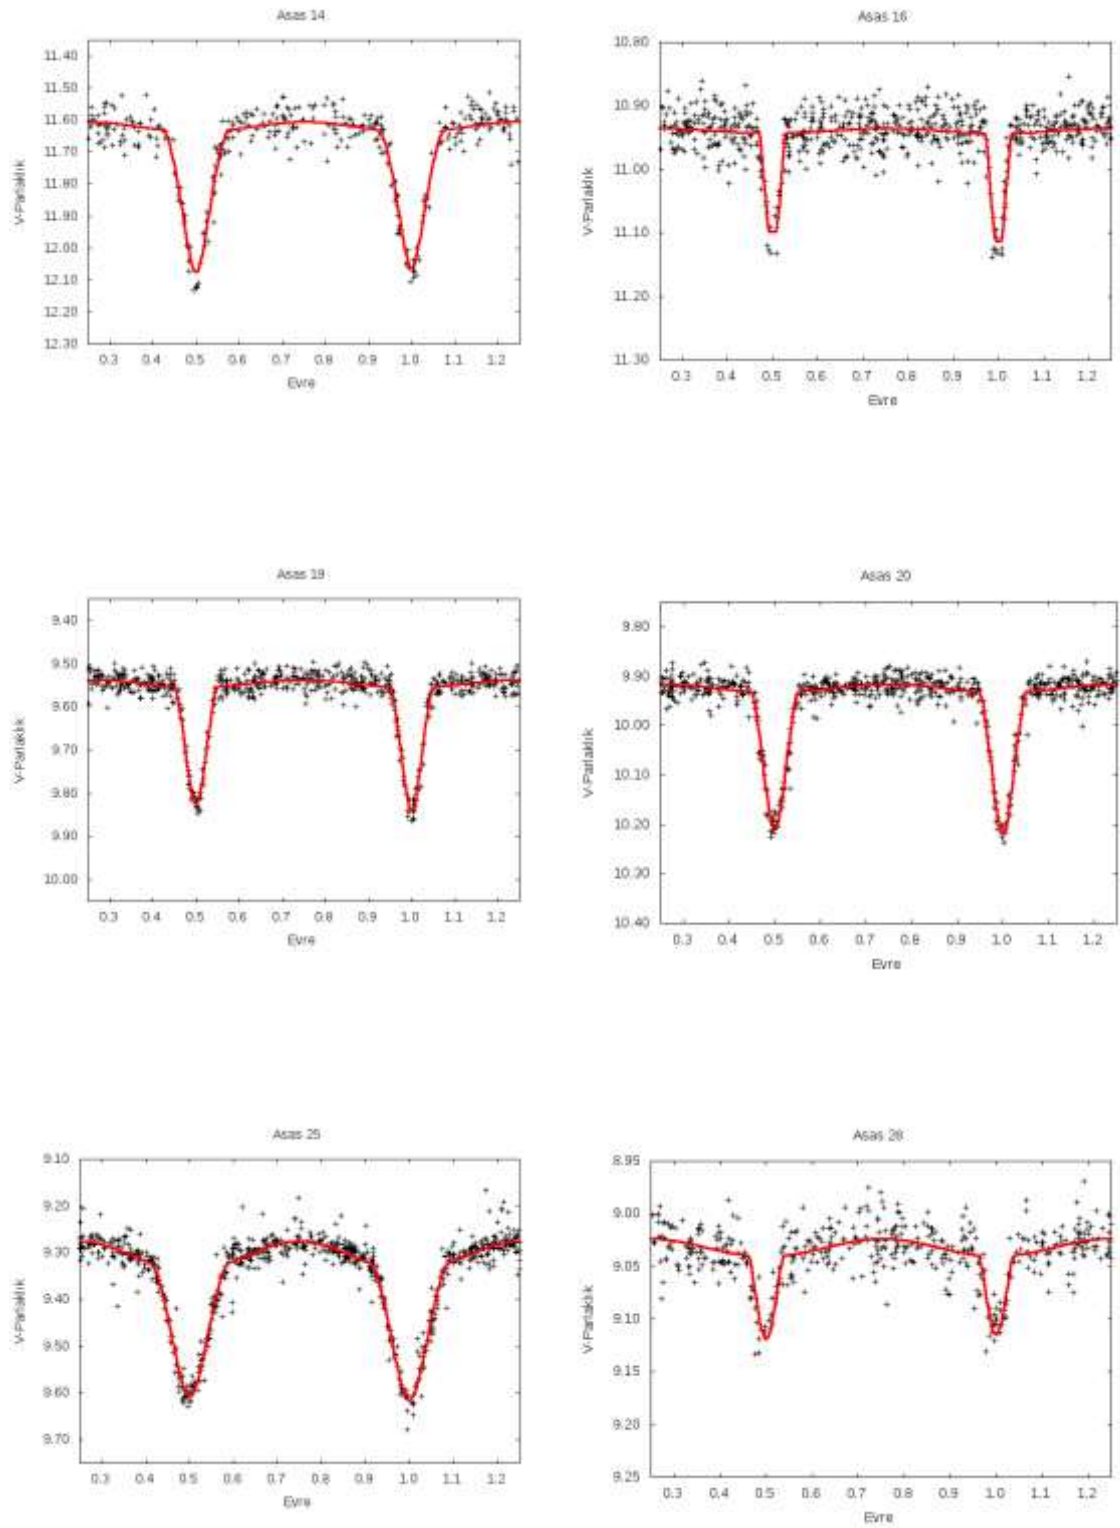 Asas 14
11.40
11.50
11.60
11.70
11.80
11.90
12.00
12.10
12.20
12.30
V-Parlaklık
0.3 0.4 0.5 0.6 0.7 0.8 0.9 1.0 1.1 1.2
Evre
Asas 16
10.80
10.90
11.00
11.10
11.20
11.30
V-Parlaklık
0.3 0.4 0.5 0.6 0.7 0.8 0.9 1.0 1.1 1.2
Evre
Asas 19
9.40
9.50
9.60
9.70
9.80
9.90
10.00
V-Parlaklık
0.3 0.4 0.5 0.6 0.7 0.8 0.9 1.0 1.1 1.2
Evre
Asas 20
9.80
9.90
10.00
10.10
10.20
10.30
10.40
V-Parlaklık
0.3 0.4 0.5 0.6 0.7 0.8 0.9 1.0 1.1 1.2
Evre
Asas 25
9.10
9.20
9.30
9.40
9.50
9.60
9.70
V-Parlaklık
0.3 0.4 0.5 0.6 0.7 0.8 0.9 1.0 1.1 1.2
Evre
Asas 28
8.95
9.00
9.05
9.10
9.15
9.20
9.25
V-Parlaklık
0.3 0.4 0.5 0.6 0.7 0.8 0.9 1.0 1.1 1.2
Evre